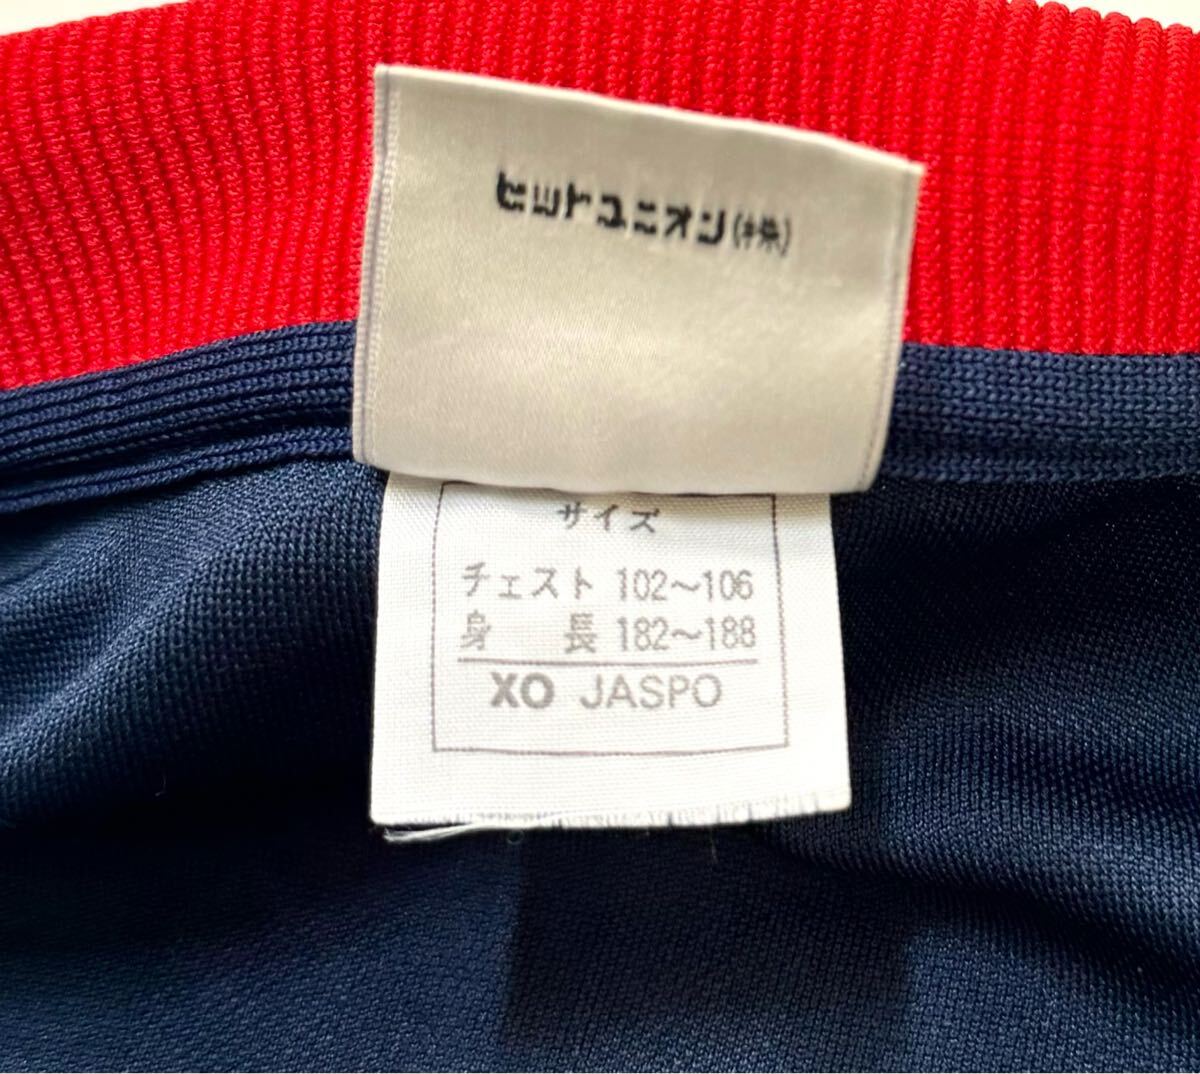 ヒットユニオン(株)
サイズ
チェスト 102〜106
身 長 182〜188
XO JASPO